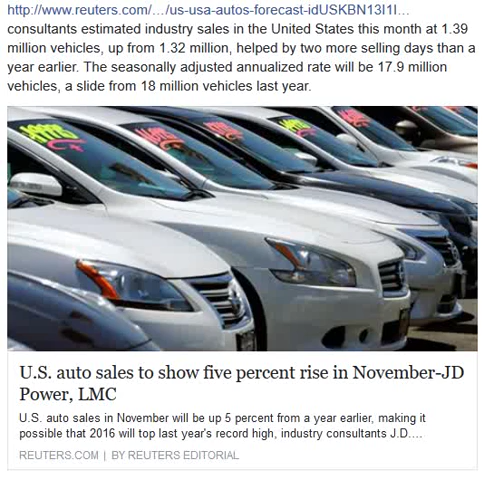 http://www.reuters.com/.../us-usa-autos-forecast-idUSKBN13I1I...
consultants estimated industry sales in the United States this month at 1.39
million vehicles, up from 1.32 million, helped by two more selling days than a
year earlier. The seasonally adjusted annualized rate will be 17.9 million
vehicles, a slide from 18 million vehicles last year.
U.S. auto sales to show five percent rise in November-JD
Power, LMC
U.S. auto sales in November will be up 5 percent from a year earlier, making it
possible that 2016 will top last year's record high, industry consultants J.D....
REUTERS.COM | BY REUTERS EDITORIAL